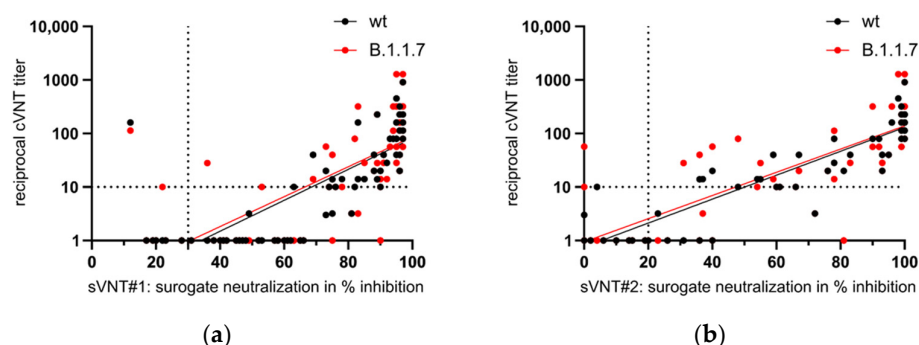 wt
B.1.1.7
10,000
1000
100
10
1
reciprocal cVNT titer
0 20 40 60 80 100
sVNT#1: surogate neutralization in % inhibition
(a)
wt
B.1.1.7
10,000
1000
100
10
1
reciprocal cVNT titer
0 20 40 60 80 100
sVNT#2: surogate neutralization in % inhibition
(b)